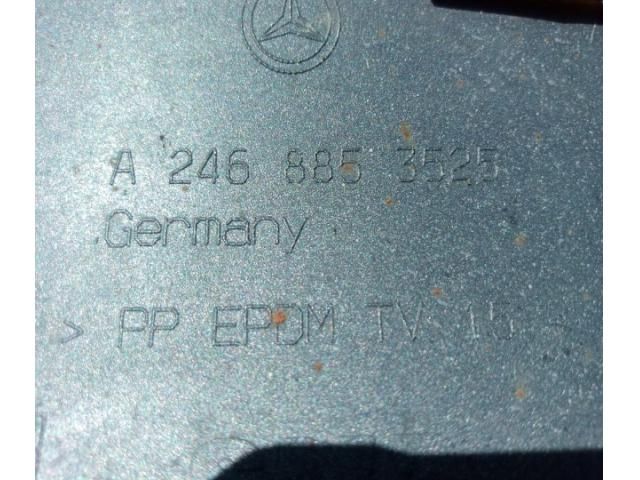 A 246 885 3525
Germany
> PP EPDM TV 15